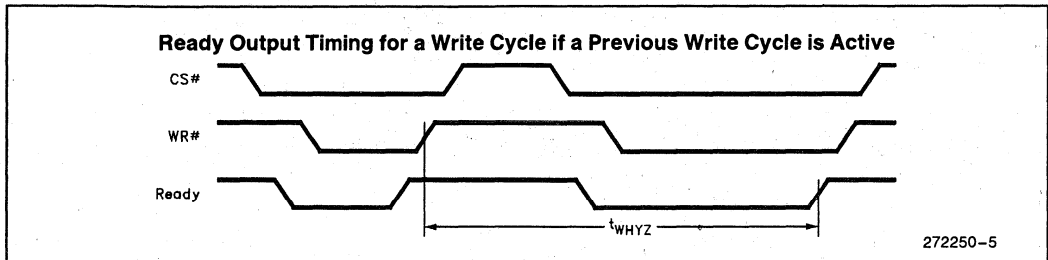 Ready Output Timing for a Write Cycle if a Previous Write Cycle is Active
CS#
WR#
Ready
tWHYZ
272250-5